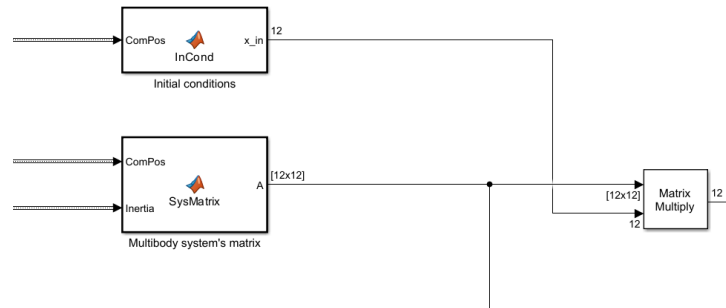 12
ComPos
x_in
InCond
Initial conditions
ComPos
[12x12]
A
SysMatrix
Inertia
Multibody system's matrix
[12x12]
Matrix
Multiply
12
12